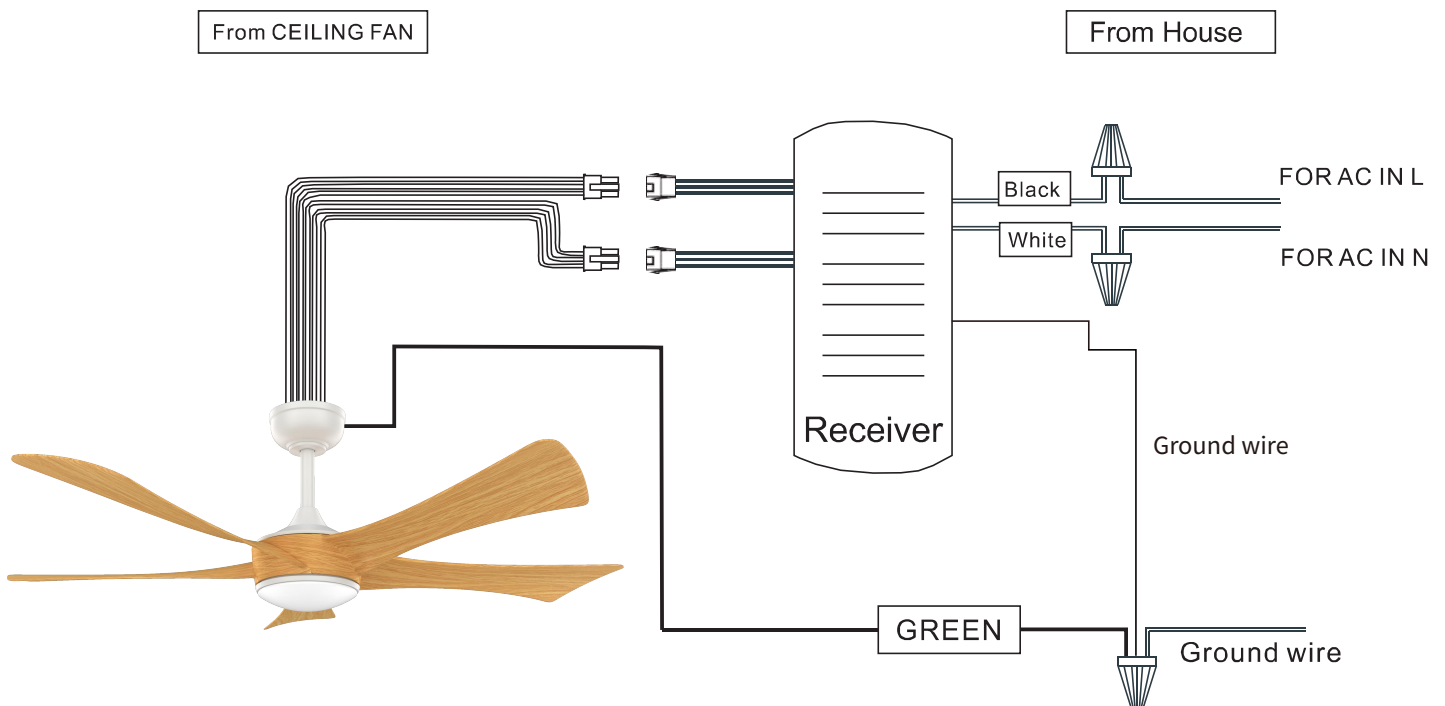 From CEILING FAN
From House
Black
FOR AC IN L
White
FOR AC IN N
Receiver
Ground wire
GREEN
Ground wire